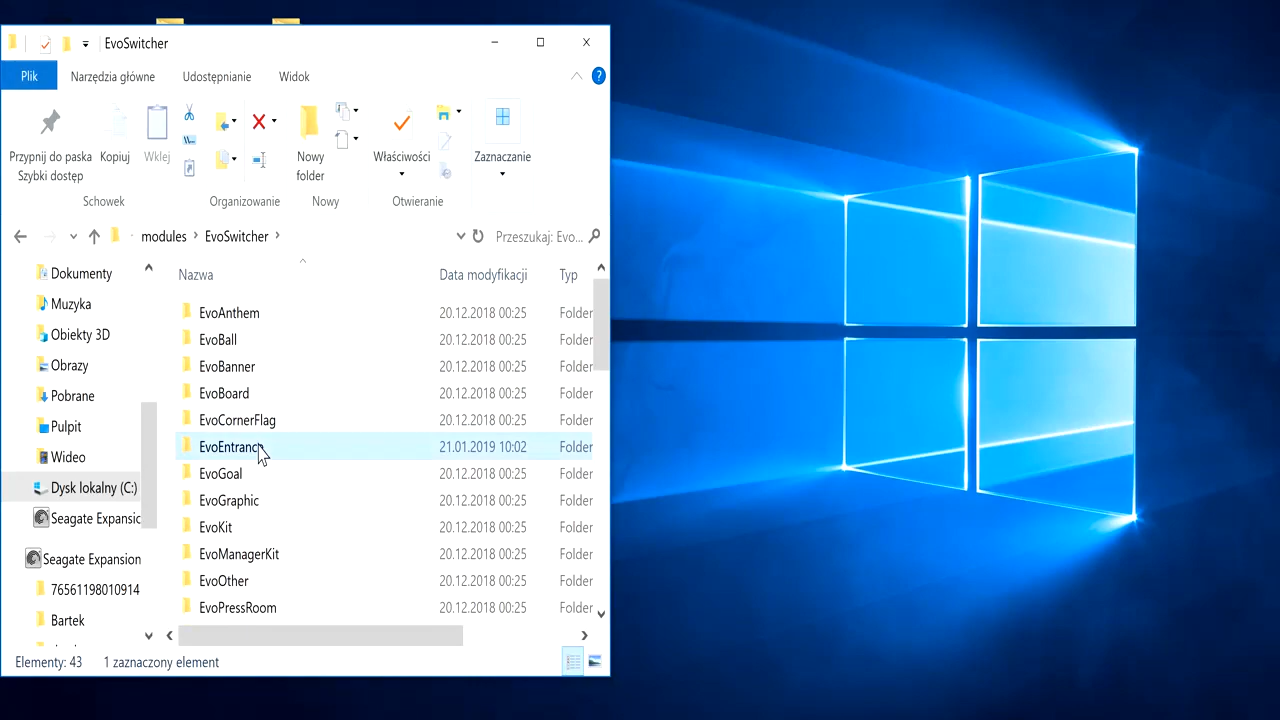 EvoSwitcher
Plik Narzędzia główne Udostępnianie Widok
Przypnij do paska Szybki dostęp
Kopiuj
Wklej
Nowy folder
Właściwości
Zaznaczanie
Schowek Organizowanie Nowy Otwieranie
modules EvoSwitcher Przeszukaj: Evo...
Dokumenty
Muzyka
Obiekty 3D
Obrazy
Pobrane
Pulpit
Wideo
Dysk lokalny (C:)
Seagate Expansic
Seagate Expansion
76561198010914
Bartek
Nazwa Data modyfikacji Typ
EvoAnthem 20.12.2018 00:25 Folder
EvoBall 20.12.2018 00:25 Folder
EvoBanner 20.12.2018 00:25 Folder
EvoBoard 20.12.2018 00:25 Folder
EvoCornerFlag 20.12.2018 00:25 Folder
EvoEntranc 21.01.2019 10:02 Folder
EvoGoal 20.12.2018 00:25 Folder
EvoGraphic 20.12.2018 00:25 Folder
EvoKit 20.12.2018 00:25 Folder
EvoManagerKit 20.12.2018 00:25 Folder
EvoOther 20.12.2018 00:25 Folder
EvoPressRoom 20.12.2018 00:25 Folder
Elementy: 43 1 zaznaczony element